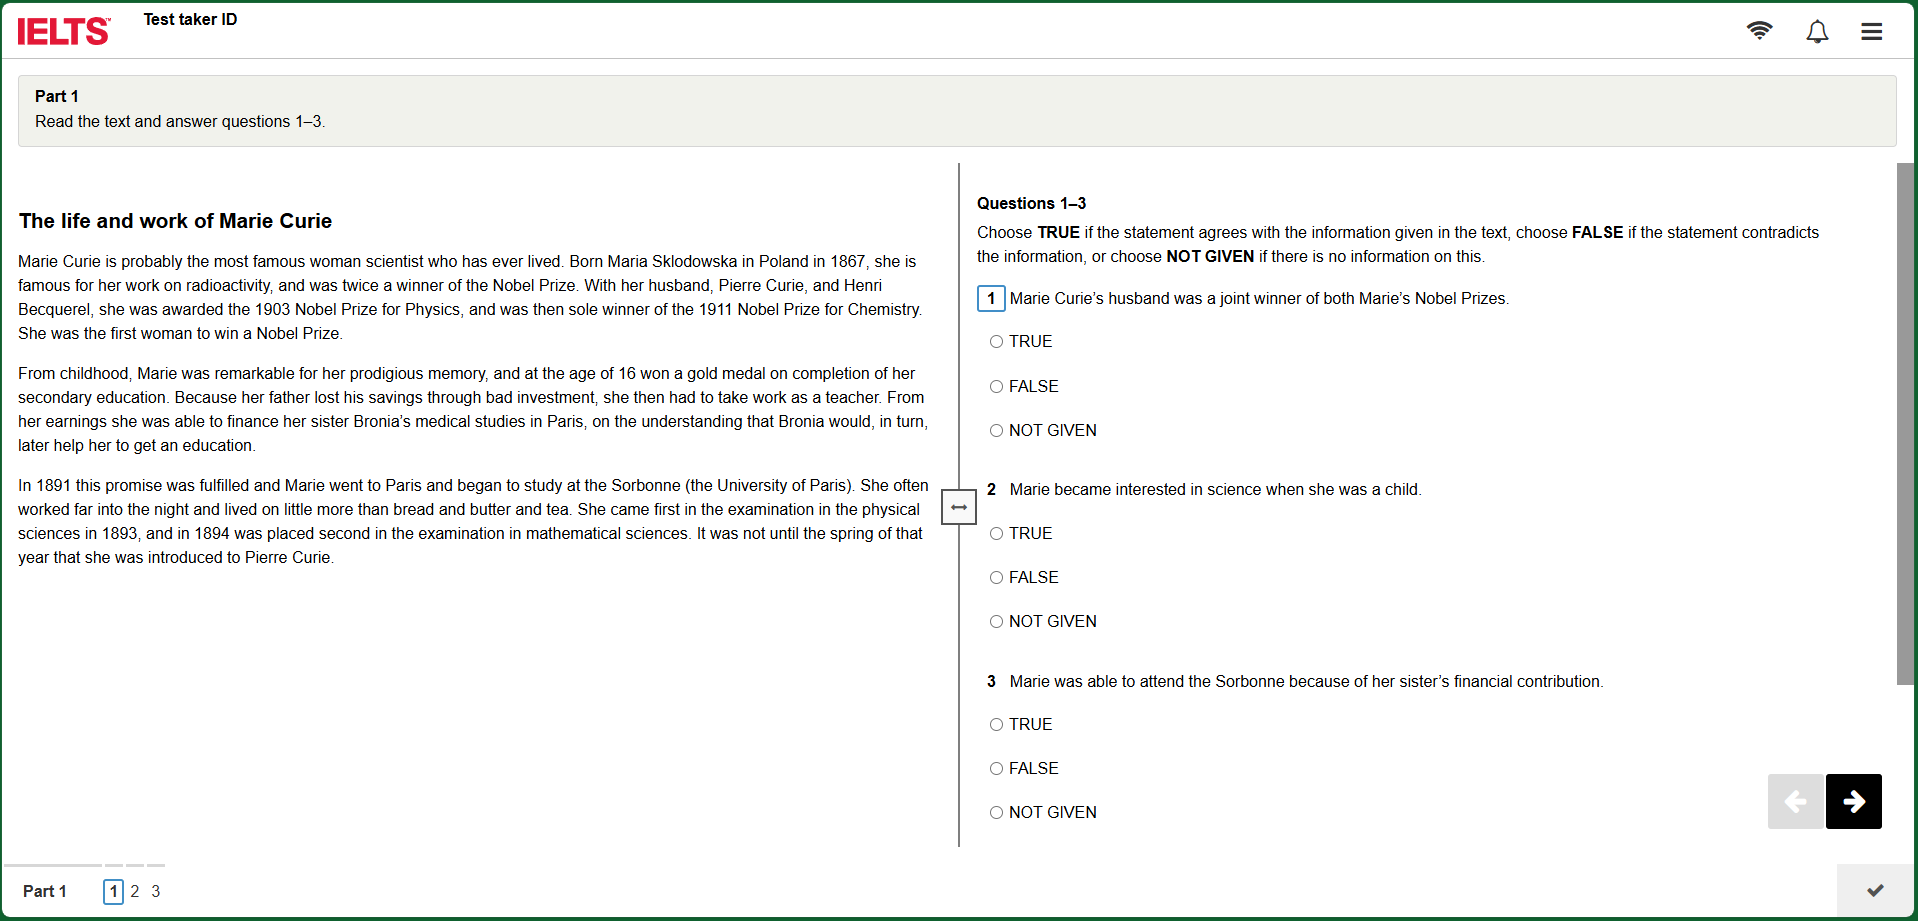 IELTS™
Test taker ID
Part 1
Read the text and answer questions 1–3.
The life and work of Marie Curie
Marie Curie is probably the most famous woman scientist who has ever lived. Born Maria Sklodowska in Poland in 1867, she is
famous for her work on radioactivity, and was twice a winner of the Nobel Prize. With her husband, Pierre Curie, and Henri
Becquerel, she was awarded the 1903 Nobel Prize for Physics, and was then sole winner of the 1911 Nobel Prize for Chemistry.
She was the first woman to win a Nobel Prize.
From childhood, Marie was remarkable for her prodigious memory, and at the age of 16 won a gold medal on completion of her
secondary education. Because her father lost his savings through bad investment, she then had to take work as a teacher. From
her earnings she was able to finance her sister Bronia’s medical studies in Paris, on the understanding that Bronia would, in turn,
later help her to get an education.
In 1891 this promise was fulfilled and Marie went to Paris and began to study at the Sorbonne (the University of Paris). She often
worked far into the night and lived on little more than bread and butter and tea. She came first in the examination in the physical
sciences in 1893, and in 1894 was placed second in the examination in mathematical sciences. It was not until the spring of that
year that she was introduced to Pierre Curie.
Questions 1–3
Choose TRUE if the statement agrees with the information given in the text, choose FALSE if the statement contradicts
the information, or choose NOT GIVEN if there is no information on this.
1 Marie Curie’s husband was a joint winner of both Marie’s Nobel Prizes.
TRUE
FALSE
NOT GIVEN
2 Marie became interested in science when she was a child.
TRUE
FALSE
NOT GIVEN
3 Marie was able to attend the Sorbonne because of her sister’s financial contribution.
TRUE
FALSE
NOT GIVEN
Part 1 1 2 3